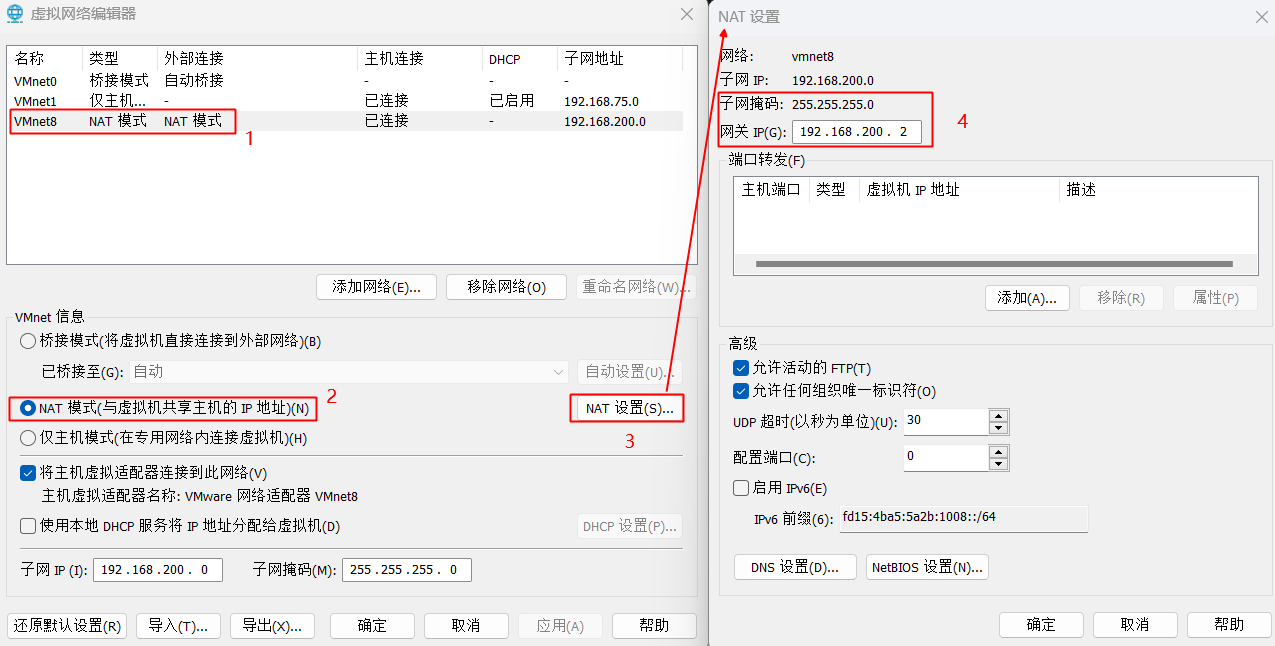 虚拟网络编辑器
名称 类型 外部连接 主机连接 DHCP 子网地址
VMnet0 桥接模式 自动桥接 - - -
VMnet1 仅主机... - 已连接 已启用 192.168.75.0
VMnet8 NAT 模式 NAT 模式 已连接 - 192.168.200.0
1
添加网络(E)... 移除网络(O) 重命名网络(W)...
VMnet 信息
桥接模式(将虚拟机直接连接到外部网络)(B)
已桥接至(G): 自动 自动设置(U)...
NAT 模式(与虚拟机共享主机的 IP 地址)(N) 2 NAT 设置(S)...
3
仅主机模式(在专用网络内连接虚拟机)(H)
将主机虚拟适配器连接到此网络(V)
主机虚拟适配器名称: VMware 网络适配器 VMnet8
使用本地 DHCP 服务将 IP 地址分配给虚拟机(D) DHCP 设置(P)...
子网 IP (I): 192 . 168 . 200 . 0 子网掩码(M): 255 . 255 . 255 . 0
还原默认设置(R) 导入(T)... 导出(X)... 确定 取消 应用(A) 帮助
NAT 设置
网络: vmnet8
子网 IP: 192.168.200.0
子网掩码: 255.255.255.0
网关 IP(G): 192 . 168 . 200 . 2
4
端口转发(F)
主机端口 类型 虚拟机 IP 地址 描述
添加(A)... 移除(R) 属性(P)
高级
允许活动的 FTP(T)
允许任何组织唯一标识符(O)
UDP 超时(以秒为单位)(U): 30
配置端口(C): 0
启用 IPv6(E)
IPv6 前缀(6): fd15:4ba5:5a2b:1008::/64
DNS 设置(D)... NetBIOS 设置(N)...
确定 取消 帮助